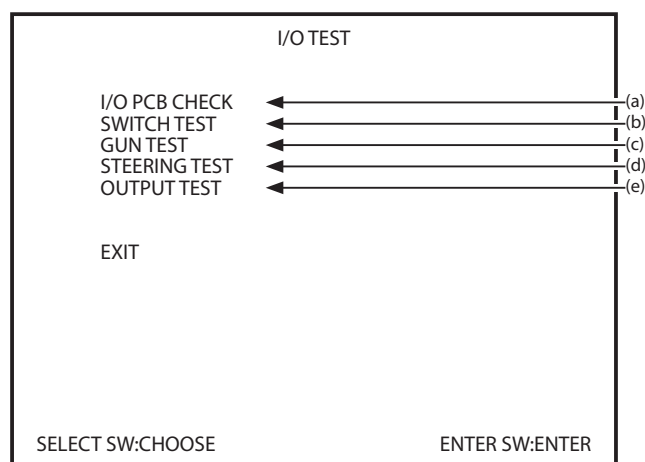 I/O TEST
I/O PCB CHECK (a)
SWITCH TEST (b)
GUN TEST (c)
STEERING TEST (d)
OUTPUT TEST (e)
EXIT
SELECT SW:CHOOSE ENTER SW:ENTER